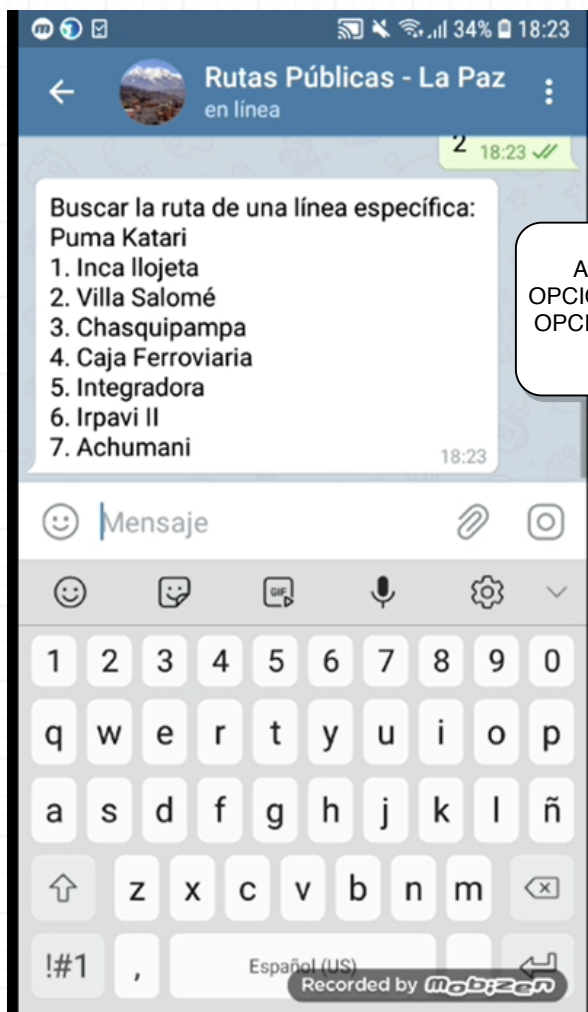 34% 18:23
Rutas Públicas - La Paz
en línea
2 18:23
Buscar la ruta de una línea específica:
Puma Katari
1. Inca llojeta
2. Villa Salomé
3. Chasquipampa
4. Caja Ferroviaria
5. Integradora
6. Irpavi II
7. Achumani
18:23
Mensaje
GIF
1 2 3 4 5 6 7 8 9 0
q w e r t y u i o p
a s d f g h j k l ñ
z x c v b n m
!#1 , Español (US)
Recorded by mobizen